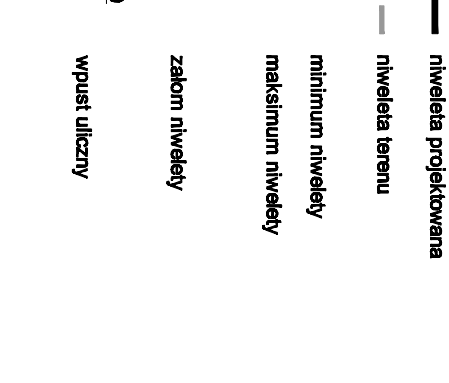 niweleta projektowana
niweleta terenu
minimum niwelety
maksimum niwelety
załom niwelety
wpust uliczny